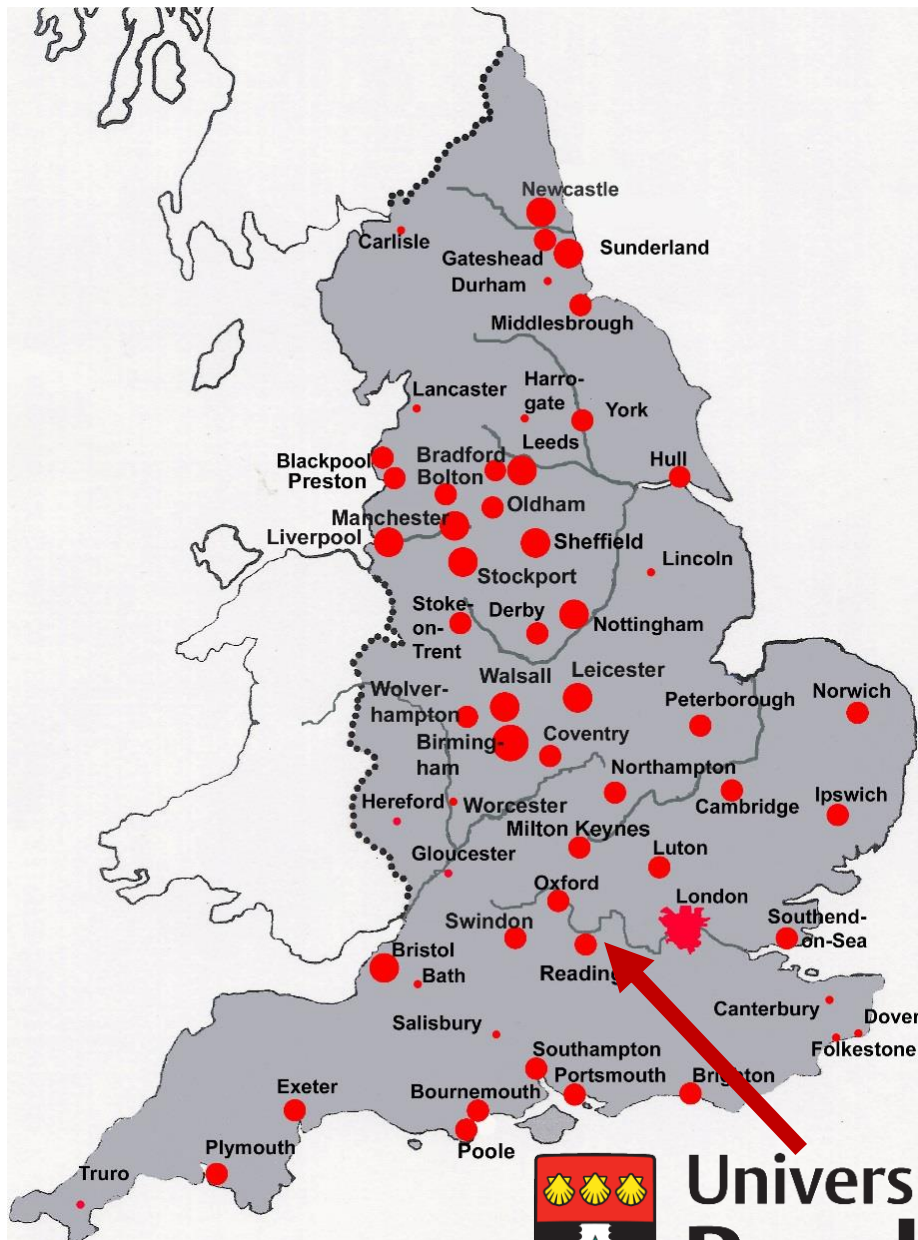 Newcastle
Carlisle
Sunderland
Gateshead
Durham
Middlesbrough
Lancaster
Harro-
gate
York
Leeds
Bradford
Hull
Blackpool
Preston
Bolton
Oldham
Manchester
Liverpool
Sheffield
Lincoln
Stockport
Stoke-
on-
Trent
Derby
Nottingham
Walsall
Leicester
Wolver-
hampton
Peterborough
Norwich
Birming-
ham
Coventry
Northampton
Hereford
Worcester
Cambridge
Ipswich
Milton Keynes
Gloucester
Luton
Oxford
London
Swindon
Southend-
on-Sea
Bristol
Bath
Reading
Canterbury
Dover
Salisbury
Folkestone
Southampton
Portsmouth
Brighton
Exeter
Bournemouth
Plymouth
Poole
Truro
Univers